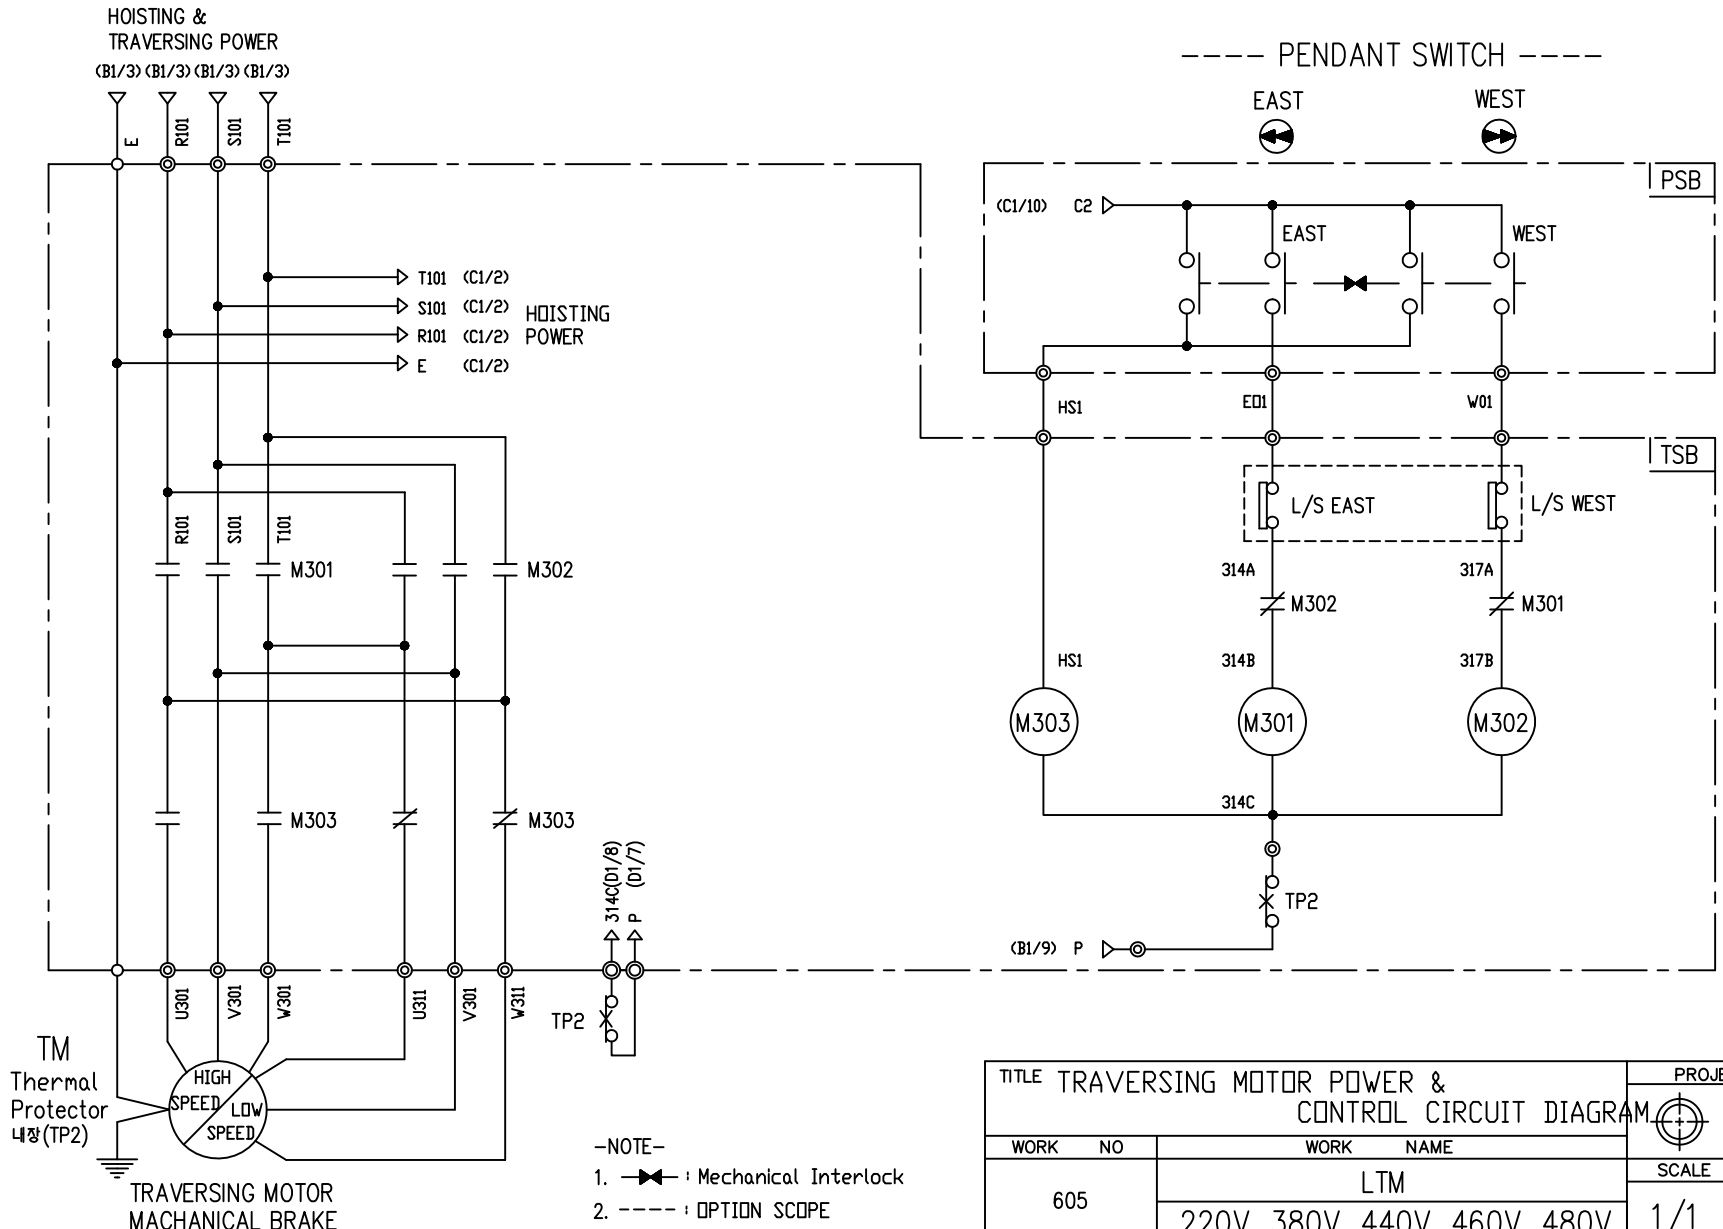 HOISTING &
TRAVERSING POWER
(B1/3) (B1/3) (B1/3) (B1/3)
E
R101
S101
T101
T101 (C1/2)
S101 (C1/2)
R101 (C1/2)
E (C1/2)
HOISTING
POWER
R101
S101
T101
M301
M302
M303
M303
314C(D1/8)
P (D1/7)
U301
V301
W301
U311
V301
W311
TP2
TM
Thermal
Protector
내장(TP2)
HIGH
SPEED
LOW
SPEED
TRAVERSING MOTOR
MACHANICAL BRAKE
---- PENDANT SWITCH ----
EAST
WEST
PSB
(C1/10) C2
EAST
WEST
HS1
E01
W01
TSB
L/S EAST
L/S WEST
314A
317A
M302
M301
HS1
314B
317B
M303
M301
M302
314C
TP2
(B1/9) P
-NOTE-
1. : Mechanical Interlock
2. ---- : OPTION SCOPE
TITLE TRAVERSING MOTOR POWER &
CONTROL CIRCUIT DIAGRAM
PROJE
WORK NO
WORK NAME
605
LTM
SCALE
220V 380V 440V 460V 480V
1/1